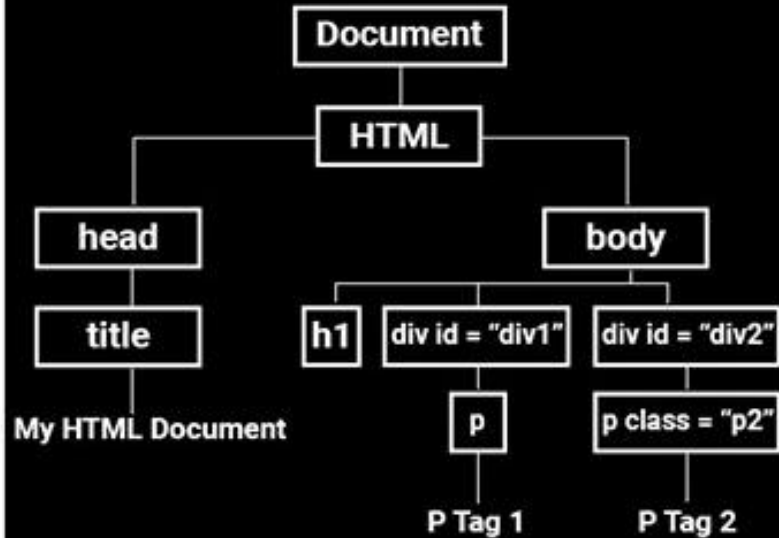 Document
HTML
head
body
title
h1
div id = “div1”
div id = “div2”
My HTML Document
p
p class = “p2”
P Tag 1
P Tag 2